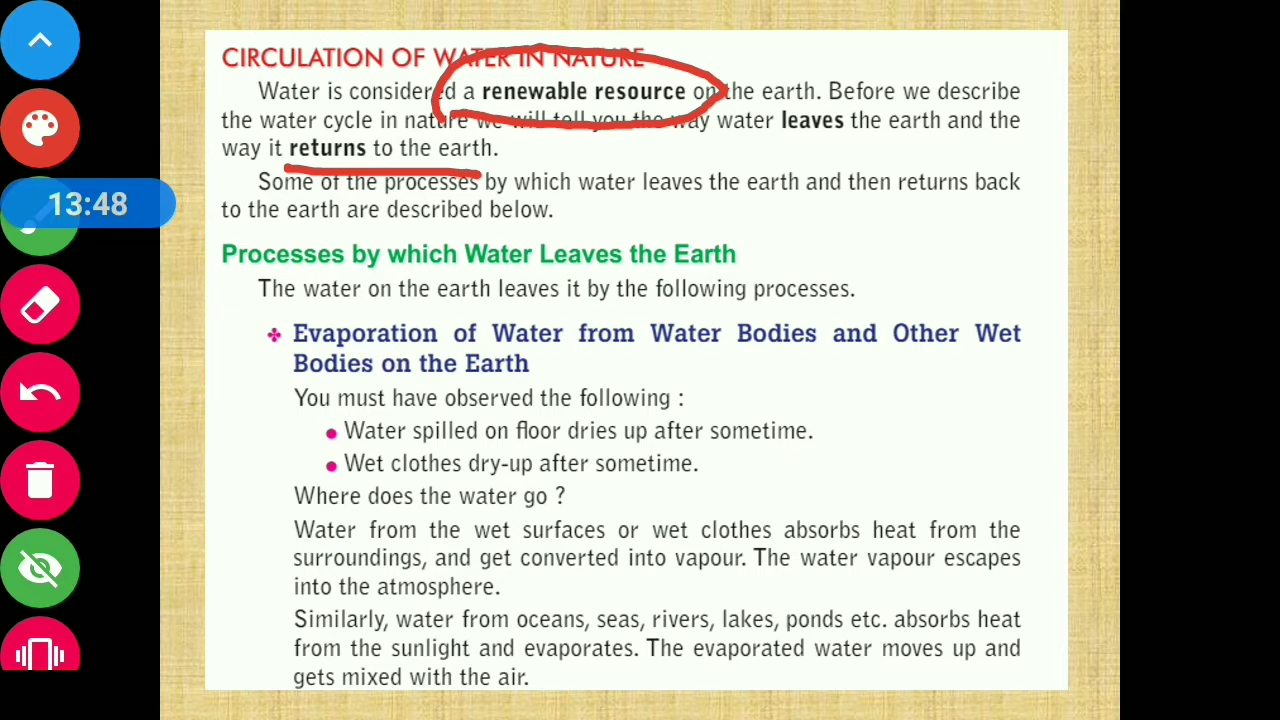 CIRCULATION OF WATER IN NATURE
Water is considered a renewable resource on the earth. Before we describe
the water cycle in nature we will tell you the way water leaves the earth and the
way it returns to the earth.
Some of the processes by which water leaves the earth and then returns back
to the earth are described below.
13:48
Processes by which Water Leaves the Earth
The water on the earth leaves it by the following processes.
✤ Evaporation of Water from Water Bodies and Other Wet
Bodies on the Earth
You must have observed the following :
● Water spilled on floor dries up after sometime.
● Wet clothes dry-up after sometime.
Where does the water go ?
Water from the wet surfaces or wet clothes absorbs heat from the
surroundings, and get converted into vapour. The water vapour escapes
into the atmosphere.
Similarly, water from oceans, seas, rivers, lakes, ponds etc. absorbs heat
from the sunlight and evaporates. The evaporated water moves up and
gets mixed with the air.